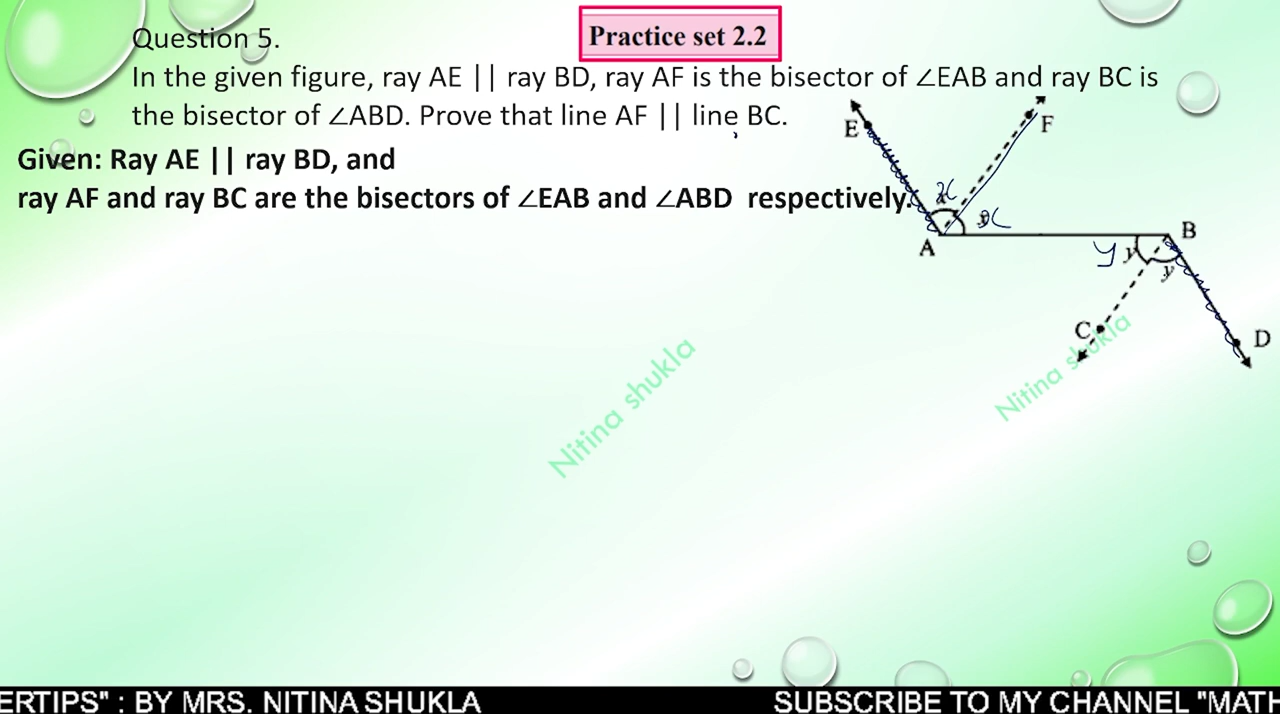 Question 5.
Practice set 2.2
In the given figure, ray AE || ray BD, ray AF is the bisector of ∠EAB and ray BC is
the bisector of ∠ABD. Prove that line AF || line BC.
Given: Ray AE || ray BD, and
ray AF and ray BC are the bisectors of ∠EAB and ∠ABD respectively.
E
F
x
x
A
B
y y
y
C
D
Nitina shukla
Nitina shukla
ERTIPS" : BY MRS. NITINA SHUKLA
SUBSCRIBE TO MY CHANNEL "MATH